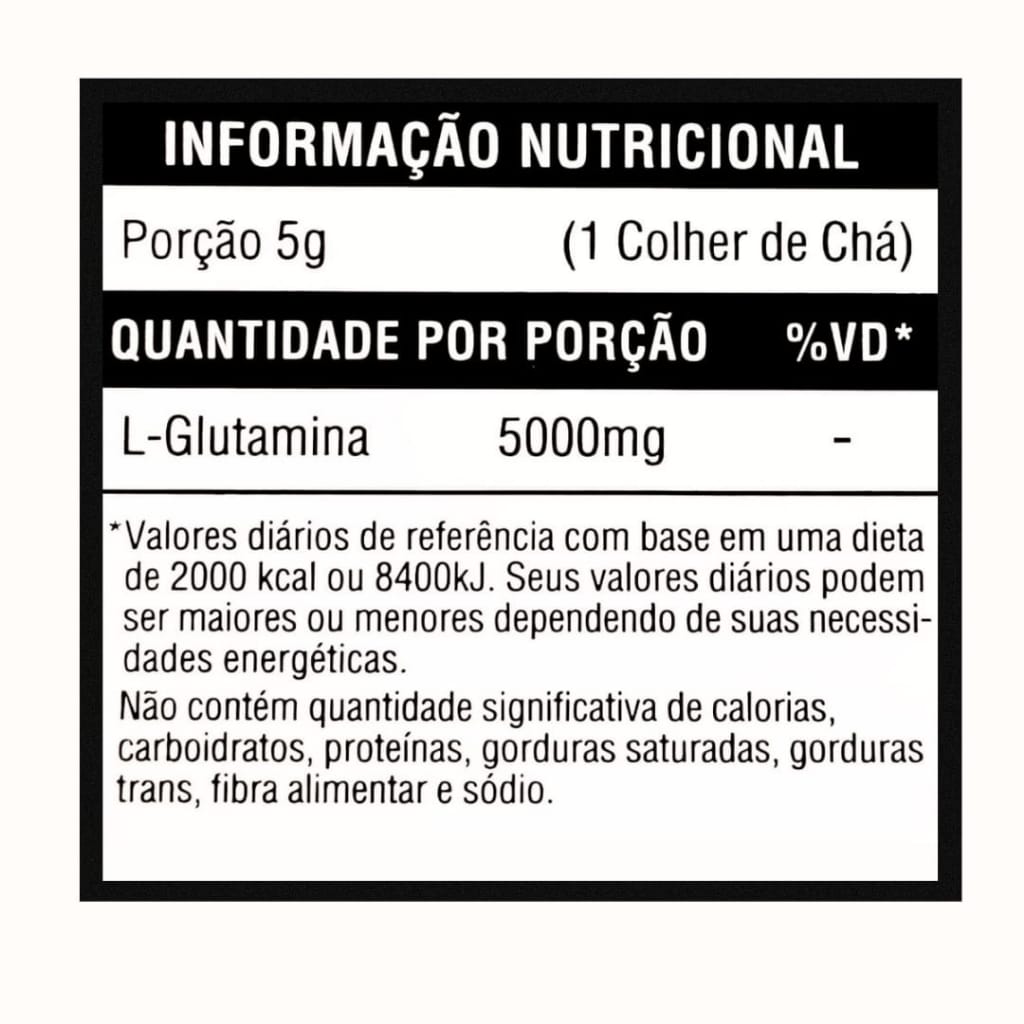 INFORMAÇÃO NUTRICIONAL
Porção 5g (1 Colher de Chá)
QUANTIDADE POR PORÇÃO %VD*
L-Glutamina 5000mg -
*Valores diários de referência com base em uma dieta
de 2000 kcal ou 8400kJ. Seus valores diários podem
ser maiores ou menores dependendo de suas necessi-
dades energéticas.
Não contém quantidade significativa de calorias,
carboidratos, proteínas, gorduras saturadas, gorduras
trans, fibra alimentar e sódio.